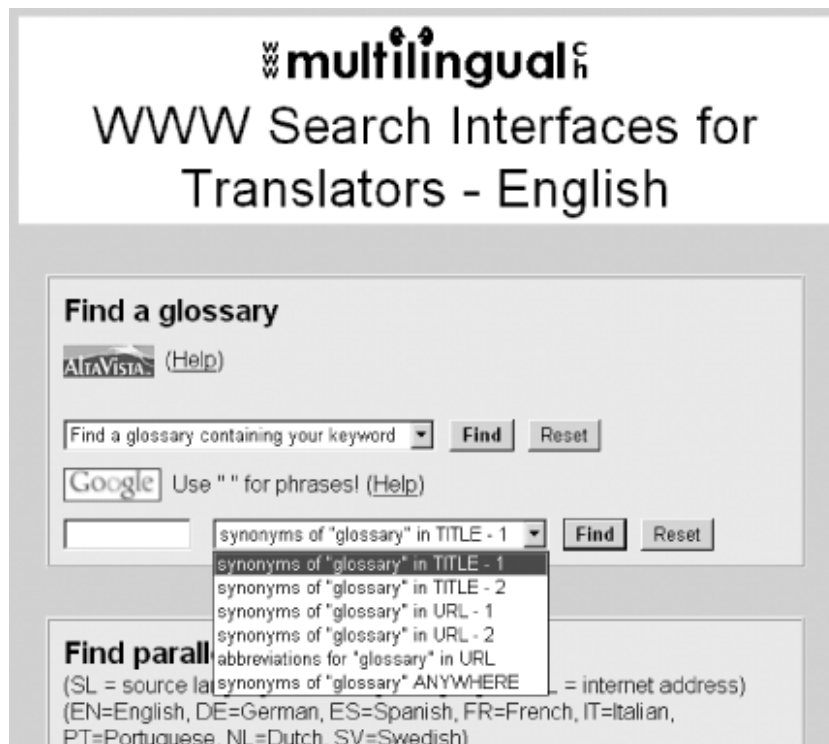 www multilingual ch
WWW Search Interfaces for
Translators - English
Find a glossary
ALTAVISTA (Help)
Find a glossary containing your keyword Find Reset
Google Use " " for phrases! (Help)
synonyms of "glossary" in TITLE - 1 Find Reset
synonyms of "glossary" in TITLE - 1
synonyms of "glossary" in TITLE - 2
synonyms of "glossary" in URL - 1
synonyms of "glossary" in URL - 2
abbreviations for "glossary" in URL
synonyms of "glossary" ANYWHERE
Find parall
(SL = source la = internet address)
(EN=English, DE=German, ES=Spanish, FR=French, IT=Italian,
PT=Portuguese, NL=Dutch, SV=Swedish)